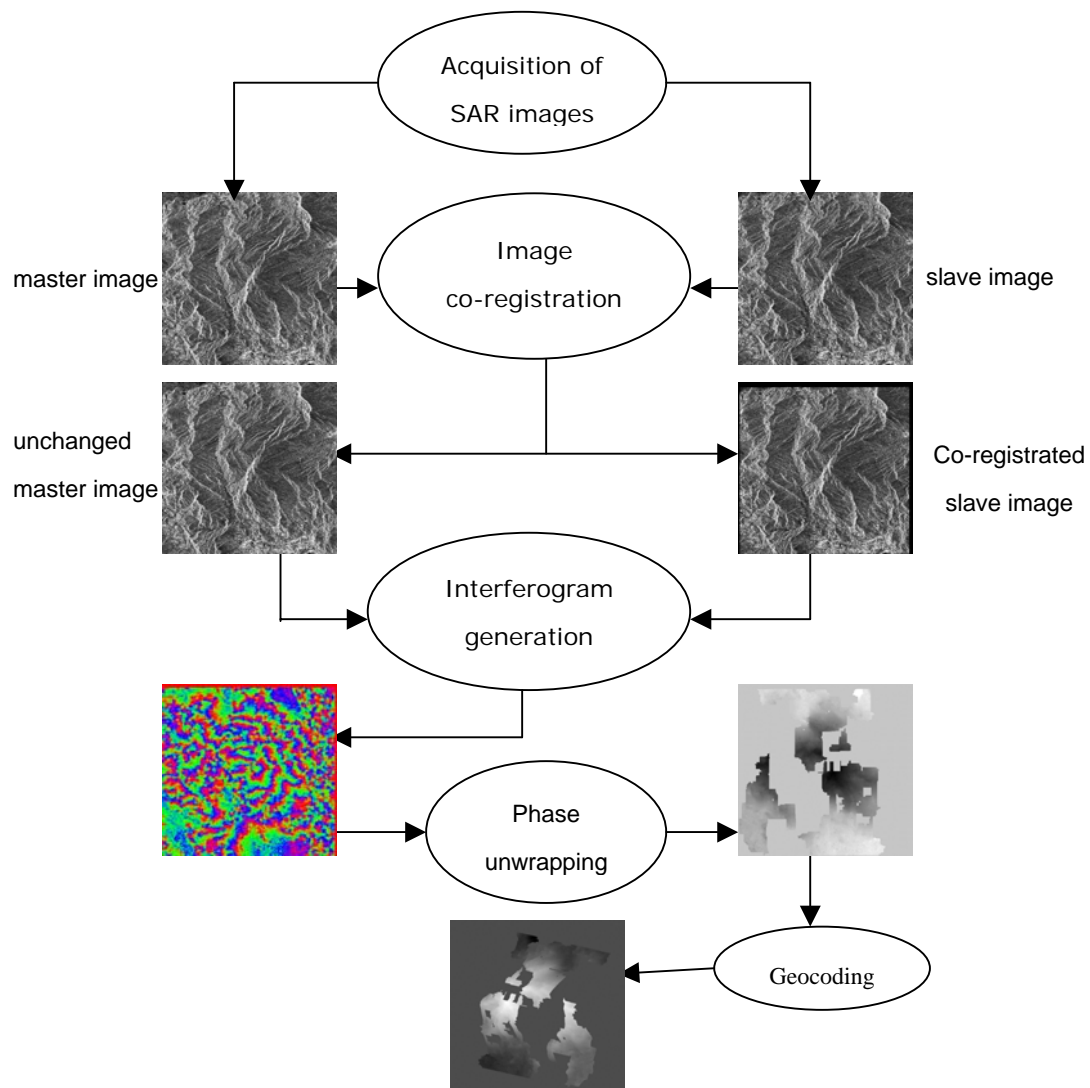 Acquisition of
SAR images
master image
Image
co-registration
slave image
unchanged
master image
Co-registrated
slave image
Interferogram
generation
Phase
unwrapping
Geocoding